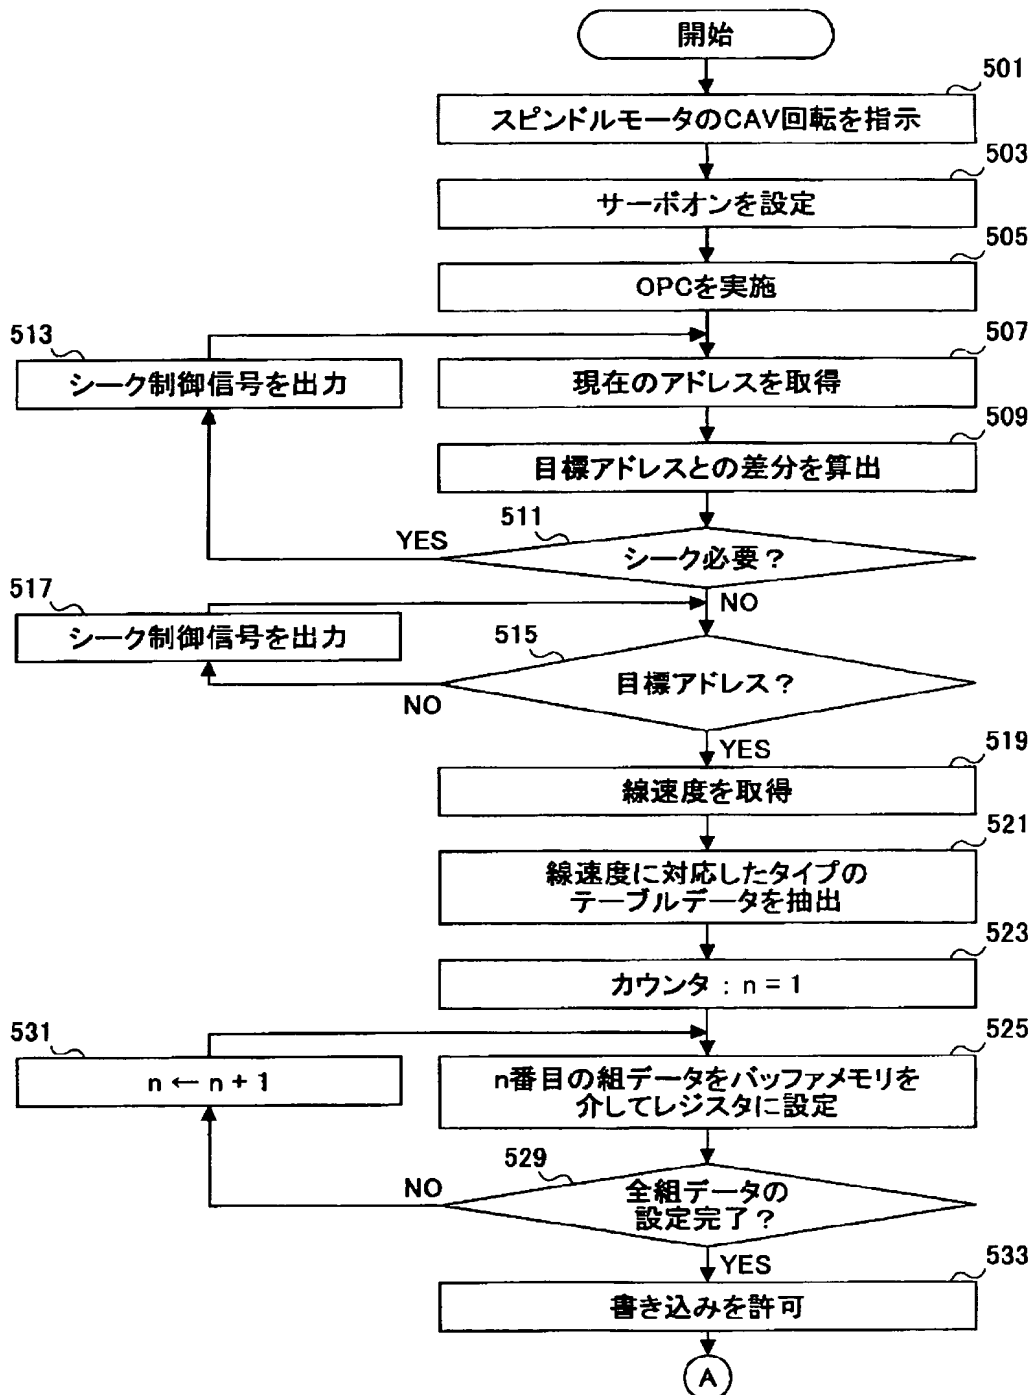 開始
501
スピンドルモータのCAV回転を指示
503
サーボオンを設定
505
OPCを実施
513
シーク制御信号を出力
507
現在のアドレスを取得
509
目標アドレスとの差分を算出
511
YES
シーク必要？
517
シーク制御信号を出力
NO
515
目標アドレス？
NO
YES
519
線速度を取得
521
線速度に対応したタイプの
テーブルデータを抽出
523
カウンタ：n = 1
531
n ← n + 1
525
n番目の組データをバッファメモリを
介してレジスタに設定
529
NO
全組データの
設定完了？
YES
533
書き込みを許可
A